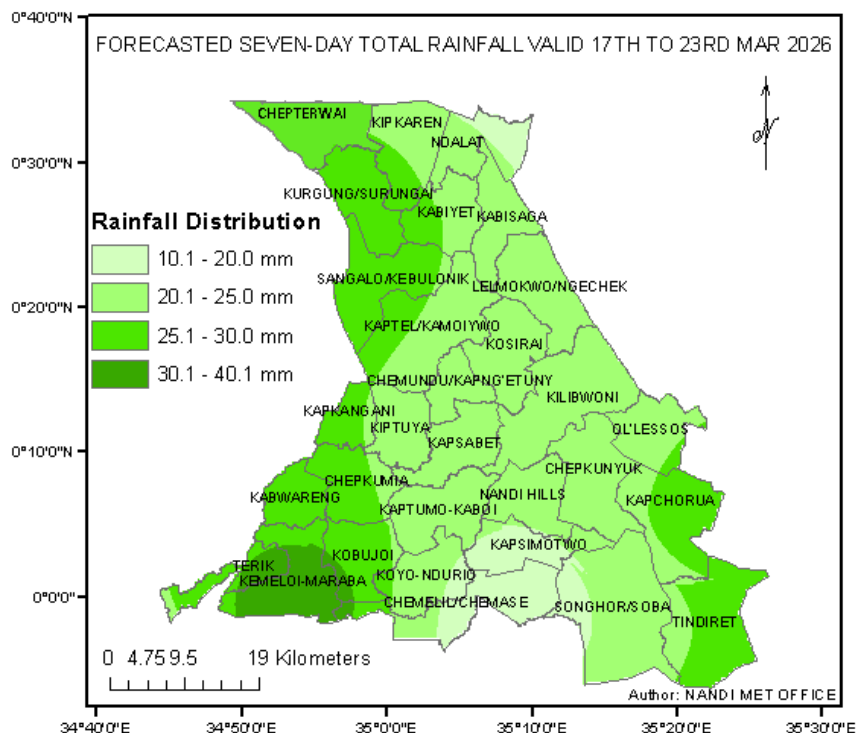 0°40'0"N
FORECASTED SEVEN-DAY TOTAL RAINFALL VALID 17TH TO 23RD MAR 2026
CHEPTERWAI
KIPKAREN
NDALAT
0°30'0"N
KURGUNG/SURUNGAI
KABIYET
KABISAGA
Rainfall Distribution
10.1 - 20.0 mm
20.1 - 25.0 mm
25.1 - 30.0 mm
30.1 - 40.1 mm
SANGALO/KEBULONIK
LELMOKWO/NGECHEK
0°20'0"N
KAPTEL/KAMOIYWO
KOSIRAI
CHEMUNDU/KAPNG'ETUNY
KILIBWONI
KAPKANGANI
KIPTUYA
OL'LESSOS
0°10'0"N
KAPSABET
CHEPKUMIA
CHEPKUNYUK
KABWARENG
NANDI HILLS
KAPCHORUA
KAPTUMO-KABOI
KAPSIMOTWO
KOBUJOI
TERIK
KOYO-NDURIO
KEMELOI-MARABA
0°0'0"
CHEMELIL/CHEMASE
SONGHOR/SOBA
TINDIRET
0 4.75 9.5 19 Kilometers
Author: NANDI MET OFFICE
34°40'0"E 34°50'0"E 35°0'0"E 35°10'0"E 35°20'0"E 35°30'0"E